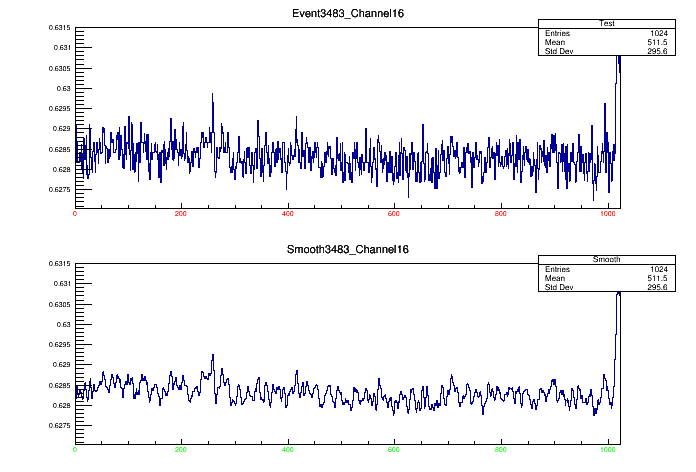 Event3483_Channel16
Test
Entries 1024
Mean 511.5
Std Dev 295.6
0.6315
0.631
0.6305
0.63
0.6295
0.629
0.6285
0.628
0.6275
0 200 400 600 800 1000
Smooth3483_Channel16
Smooth
Entries 1024
Mean 511.5
Std Dev 295.6
0.6315
0.631
0.6305
0.63
0.6295
0.629
0.6285
0.628
0.6275
0 200 400 600 800 1000